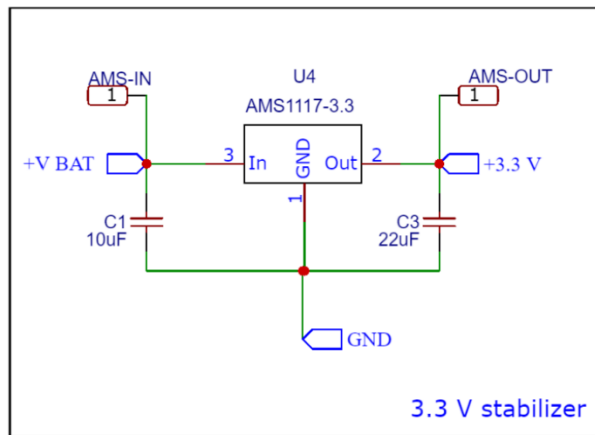 AMS-IN
1
U4
AMS1117-3.3
AMS-OUT
1
+V BAT
3
In
GND
Out
2
+3.3 V
1
C1
10uF
C3
22uF
GND
3.3 V stabilizer